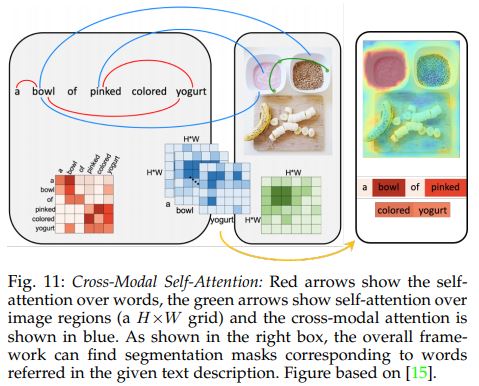 a bowl of pinked colored yogurt
H*W
H*W
a bowl of pinked colored yogurt
H*W
H*W
a
bowl
of
pinked
colored
yogurt
a
bowl
yogurt
H*W
a bowl of pinked
colored yogurt
Fig. 11: Cross-Modal Self-Attention: Red arrows show the self-
attention over words, the green arrows show self-attention over
image regions (a H×W grid) and the cross-modal attention is
shown in blue. As shown in the right box, the overall frame-
work can find segmentation masks corresponding to words
referred in the given text description. Figure based on [15].